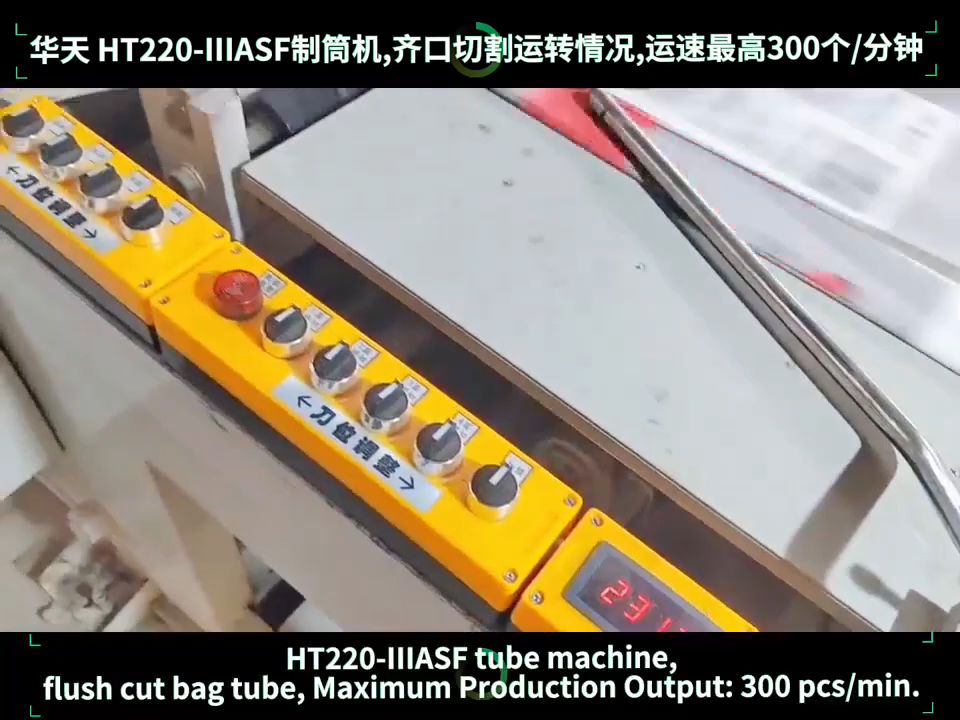 华天 HT220-IIIASF制筒机,齐口切割运转情况,运速最高300个/分钟
←刀位调整→
←刀位调整→
231
HT220-IIIASF tube machine,
flush cut bag tube, Maximum Production Output: 300 pcs/min.